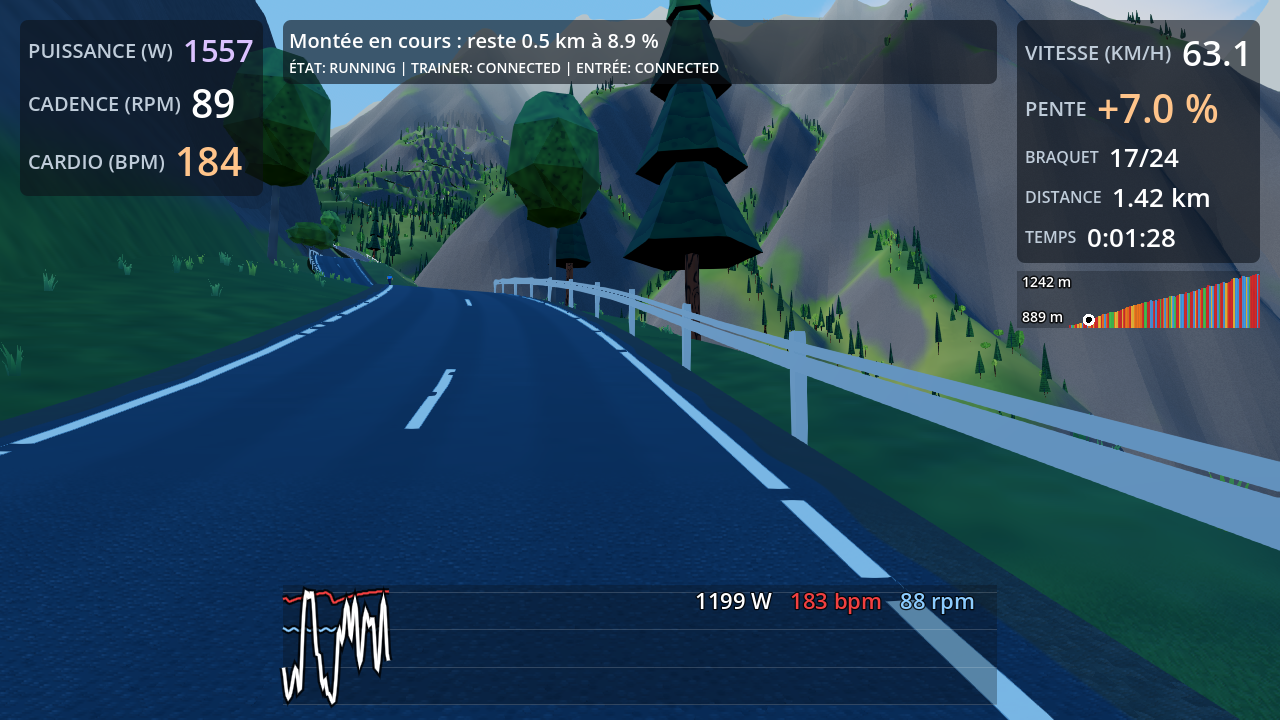 PUISSANCE (W) 1557
CADENCE (RPM) 89
CARDIO (BPM) 184
Montée en cours : reste 0.5 km à 8.9 %
ÉTAT: RUNNING | TRAINER: CONNECTED | ENTRÉE: CONNECTED
VITESSE (KM/H) 63.1
PENTE +7.0 %
BRAQUET 17/24
DISTANCE 1.42 km
TEMPS 0:01:28
1242 m
889 m
1199 W 183 bpm 88 rpm